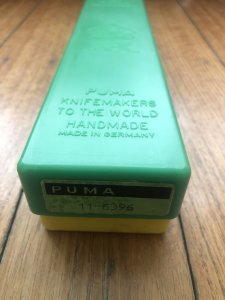 PUMA
KNIFEMAKERS
TO THE WORLD
HANDMADE
MADE IN GERMANY
PUMA
11-6396